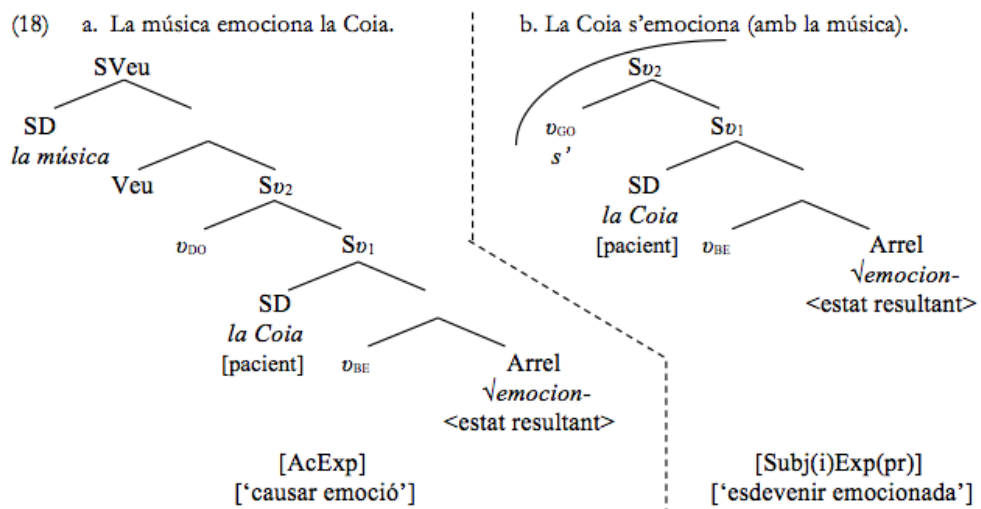 (18) a. La música emociona la Coia.
SVeu
SD
la música
Veu
Sv2
vDO
Sv1
SD
la Coia
[pacient]
vBE
Arrel
√emocion-
<estat resultant>
[AcExp]
[‘causar emoció’]
b. La Coia s’emociona (amb la música).
Sv2
vGO
s’
Sv1
SD
la Coia
[pacient]
vBE
Arrel
√emocion-
<estat resultant>
[Subj(i)Exp(pr)]
[‘esdevenir emocionada’]